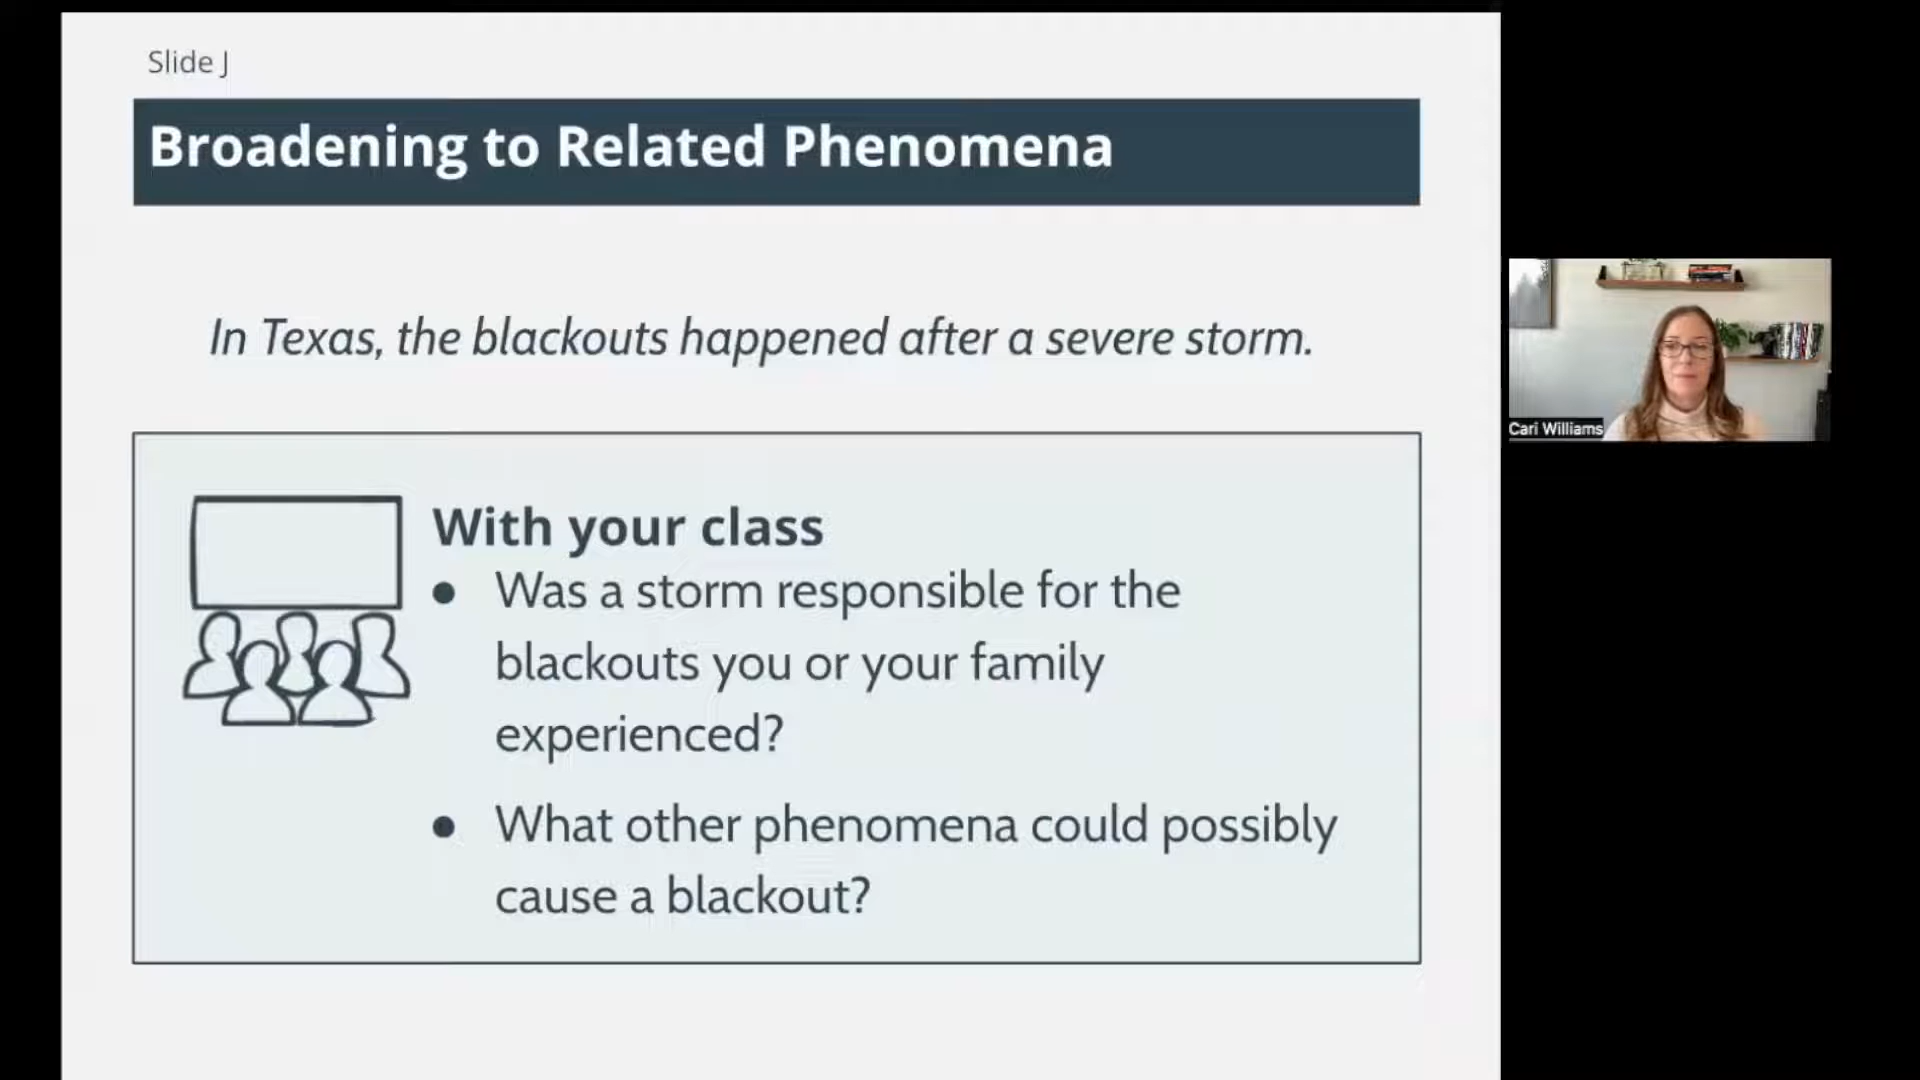 Slide J
Broadening to Related Phenomena
In Texas, the blackouts happened after a severe storm.
With your class
● Was a storm responsible for the
blackouts you or your family
experienced?
● What other phenomena could possibly
cause a blackout?
Cari Williams